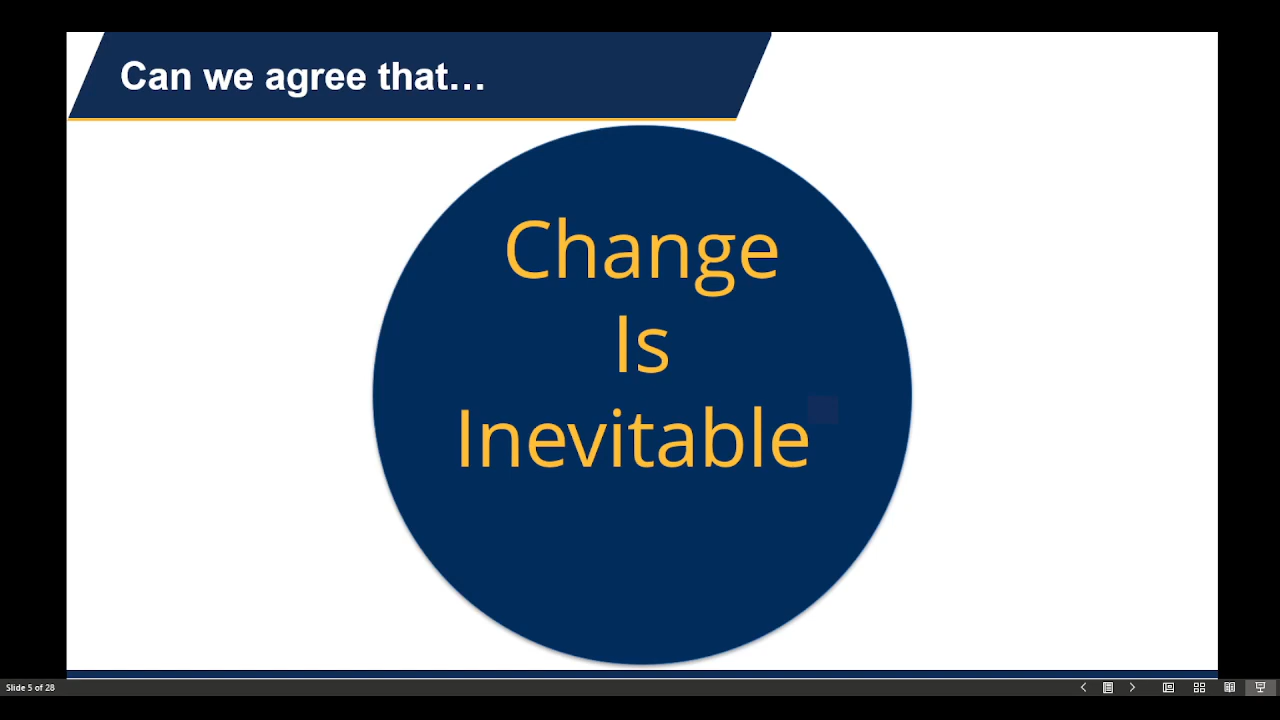 Can we agree that…
Change
Is
Inevitable
Slide 5 of 28